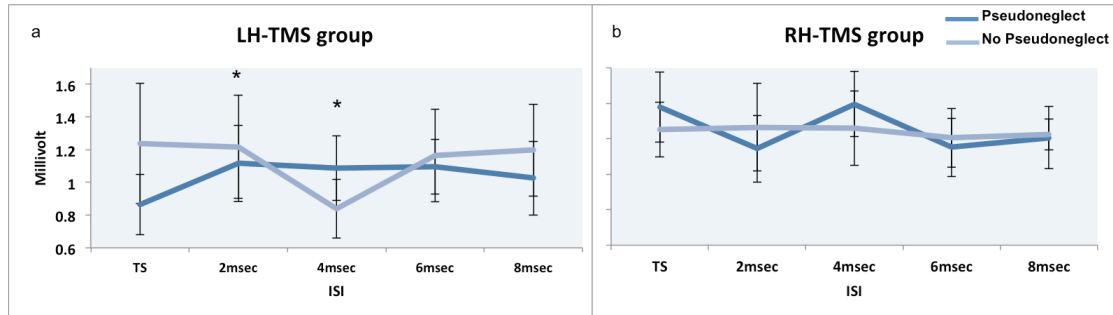 a
LH-TMS group
Millivolt
1.6
1.4
1.2
1
0.8
0.6
*
*
TS 2msec 4msec 6msec 8msec
ISI
b
RH-TMS group
Pseudoneglect
No Pseudoneglect
TS 2msec 4msec 6msec 8msec
ISI